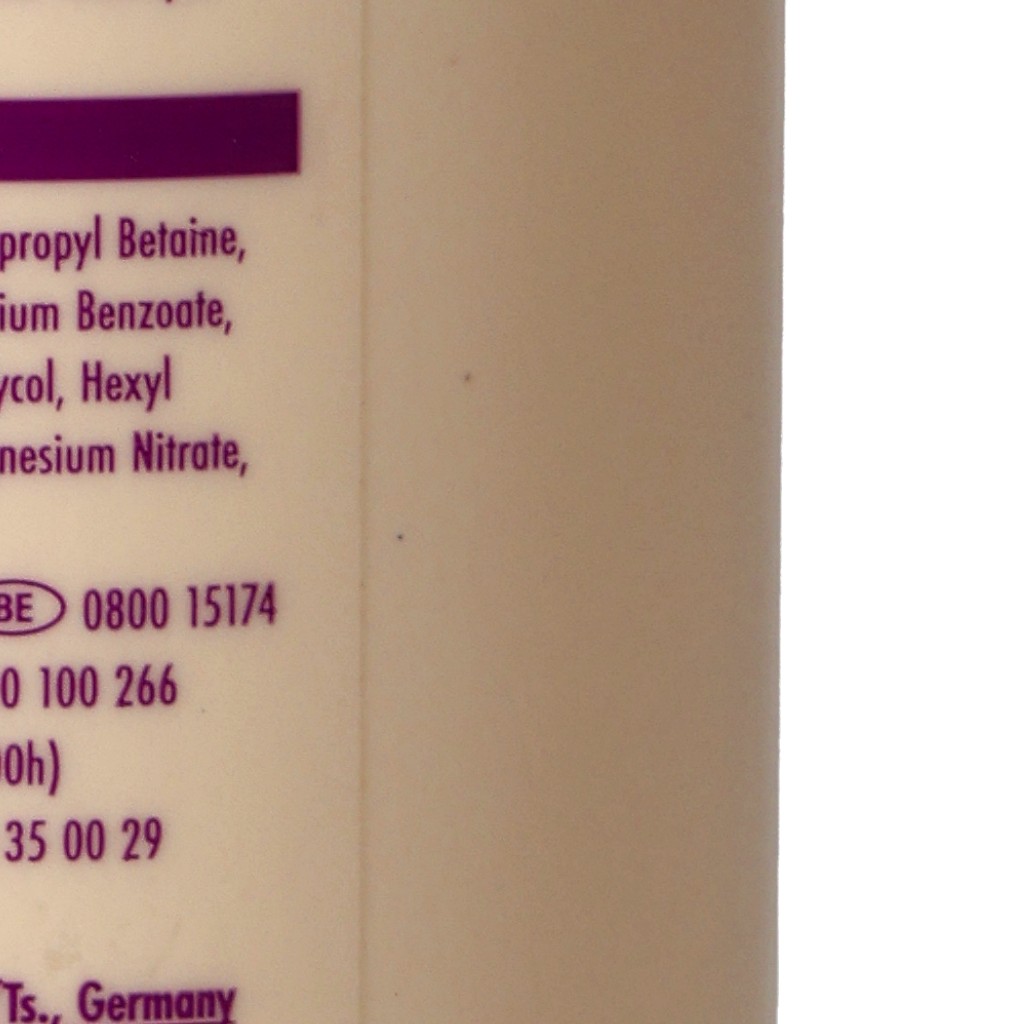 propyl Betaine,
ium Benzoate,
ycol, Hexyl
nesium Nitrate,
BE 0800 15174
0 100 266
00h)
35 00 29
Ts., Germany